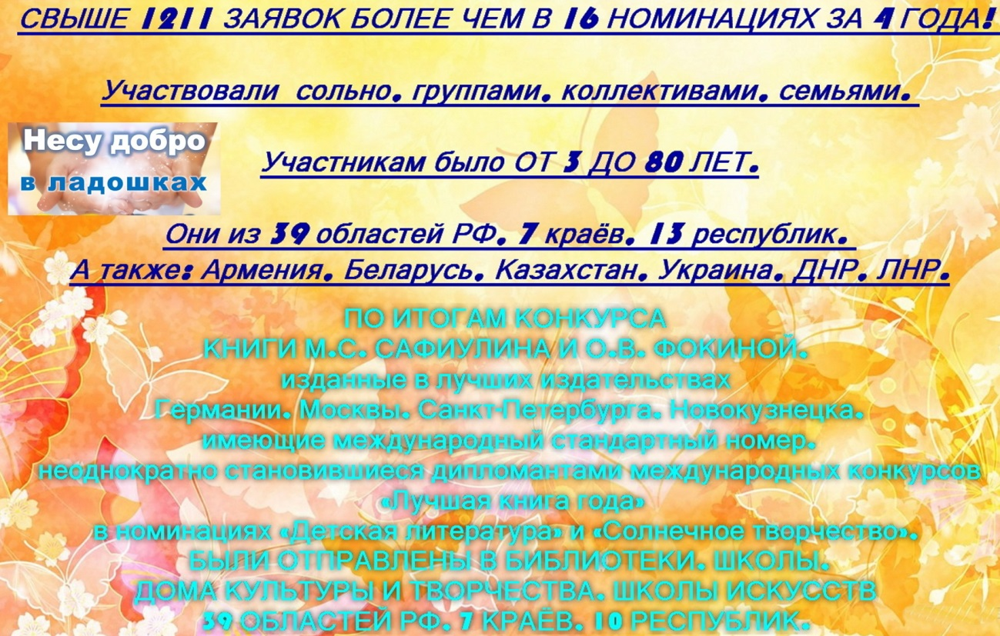 СВЫШЕ 1211 ЗАЯВОК БОЛЕЕ ЧЕМ В 16 НОМИНАЦИЯХ ЗА 4 ГОДА!
Участвовали сольно, группами, коллективами, семьями.
Несу добро
в ладошках
Участникам было ОТ 3 ДО 80 ЛЕТ.
Они из 39 областей РФ, 7 краёв, 13 республик.
А также: Армения, Беларусь, Казахстан, Украина, ДНР, ЛНР.
ПО ИТОГАМ КОНКУРСА
КНИГИ М.С. САФИУЛИНА И О.В. ФОКИНОЙ,
изданные в лучших издательствах
Германии, Москвы, Санкт-Петербурга, Новокузнецка,
имеющие международный стандартный номер,
неоднократно становившиеся дипломантами международных конкурсов
«Лучшая книга года»
в номинациях «Детская литература» и «Солнечное творчество»,
БЫЛИ ОТПРАВЛЕНЫ В БИБЛИОТЕКИ, ШКОЛЫ,
ДОМА КУЛЬТУРЫ И ТВОРЧЕСТВА, ШКОЛЫ ИСКУССТВ
39 ОБЛАСТЕЙ РФ, 7 КРАЁВ, 10 РЕСПУБЛИК.